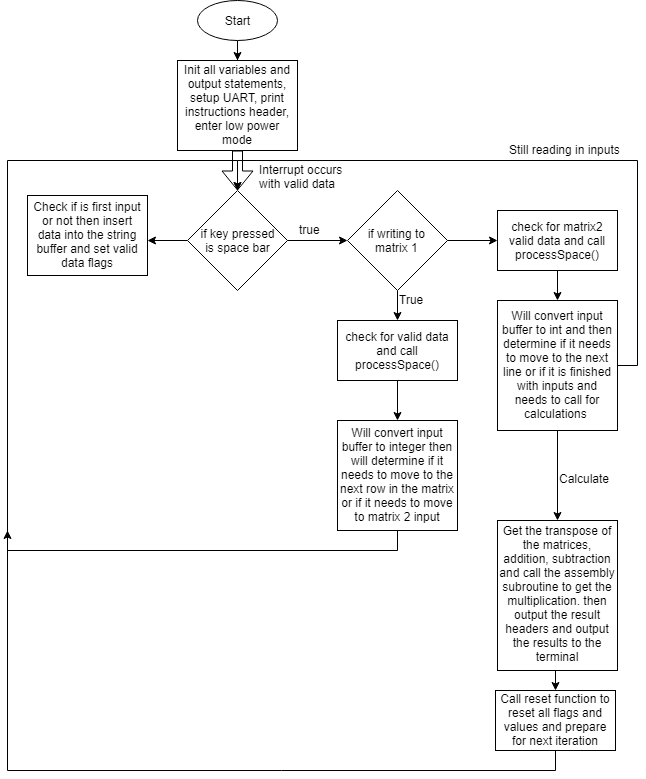 Start
Init all variables and
output statements,
setup UART, print
instructions header,
enter low power
mode
Still reading in inputs
Interrupt occurs
with valid data
Check if is first input
or not then insert
data into the string
buffer and set valid
data flags
if key pressed
is space bar
true
if writing to
matrix 1
check for matrix2
valid data and call
processSpace()
True
check for valid data
and call
processSpace()
Will convert input
buffer to int and then
determine if it needs
to move to the next
line or if it is finished
with inputs and
needs to call for
calculations
Will convert input
buffer to integer then
will determine if it
needs to move to the
next row in the matrix
or if it needs to move
to matrix 2 input
Calculate
Get the transpose of
the matrices,
addition, subtraction
and call the assembly
subroutine to get the
multiplication. then
output the result
headers and output
the results to the
terminal
Call reset function to
reset all flags and
values and prepare
for next iteration